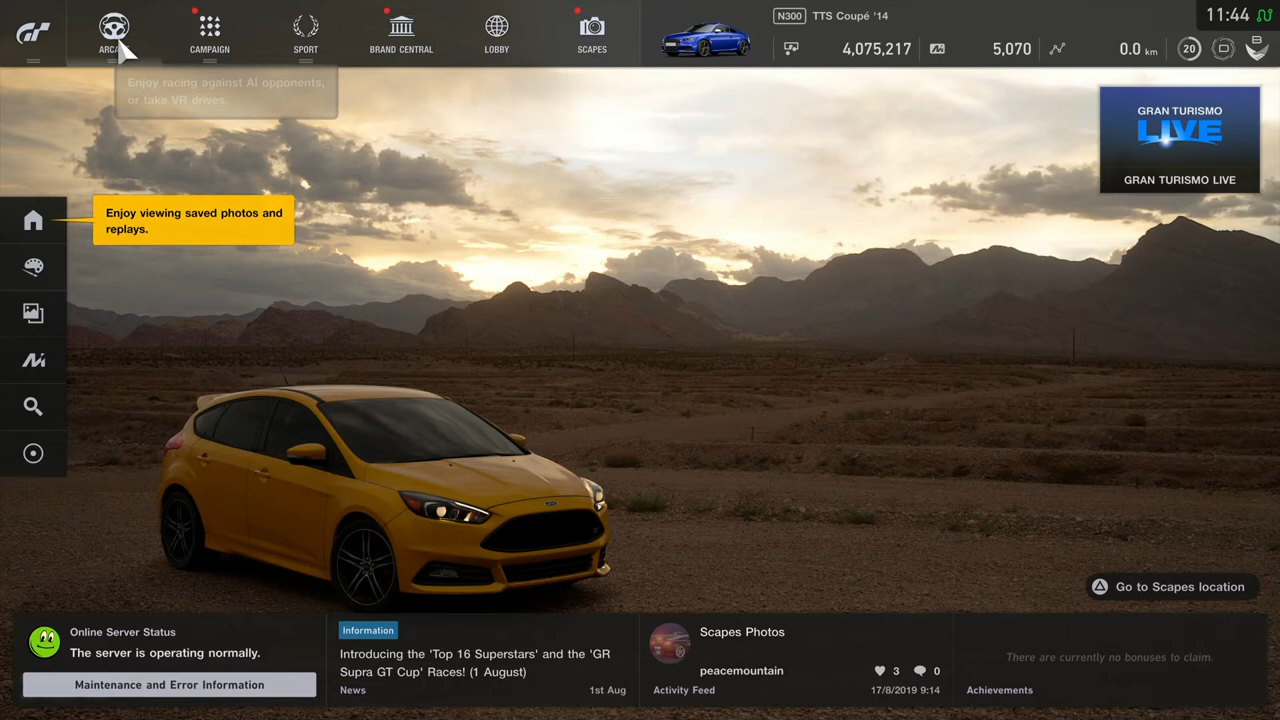 ARCA
CAMPAIGN
SPORT
BRAND CENTRAL
LOBBY
SCAPES
N300
TTS Coupé '14
4,075,217
5,070
0.0 km
20
11:44
Enjoy racing against AI opponents,
or take VR drives.
GRAN TURISMO
LIVE
GRAN TURISMO LIVE
Enjoy viewing saved photos and
replays.
Go to Scapes location
Online Server Status
The server is operating normally.
Maintenance and Error Information
Information
Introducing the 'Top 16 Superstars' and the 'GR
Supra GT Cup' Races! (1 August)
News
1st Aug
Scapes Photos
peacemountain
3
0
Activity Feed
17/8/2019 9:14
There are currently no bonuses to claim.
Achievements